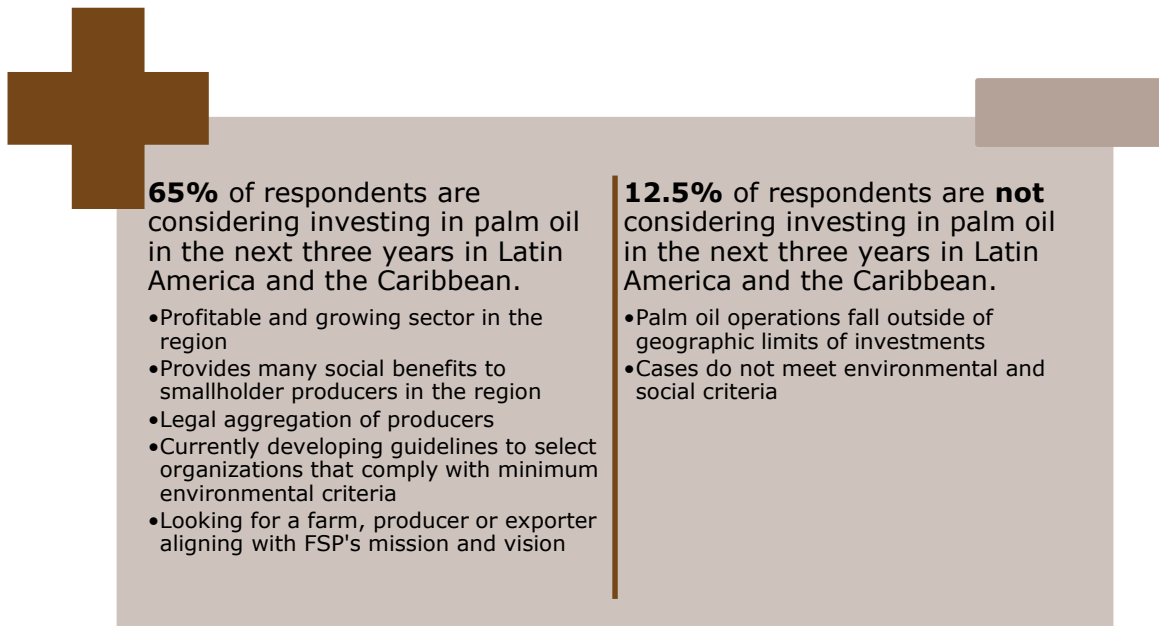 65% of respondents are
considering investing in palm oil
in the next three years in Latin
America and the Caribbean.
•Profitable and growing sector in the
region
•Provides many social benefits to
smallholder producers in the region
•Legal aggregation of producers
•Currently developing guidelines to select
organizations that comply with minimum
environmental criteria
•Looking for a farm, producer or exporter
aligning with FSP's mission and vision
12.5% of respondents are not
considering investing in palm oil
in the next three years in Latin
America and the Caribbean.
•Palm oil operations fall outside of
geographic limits of investments
•Cases do not meet environmental and
social criteria